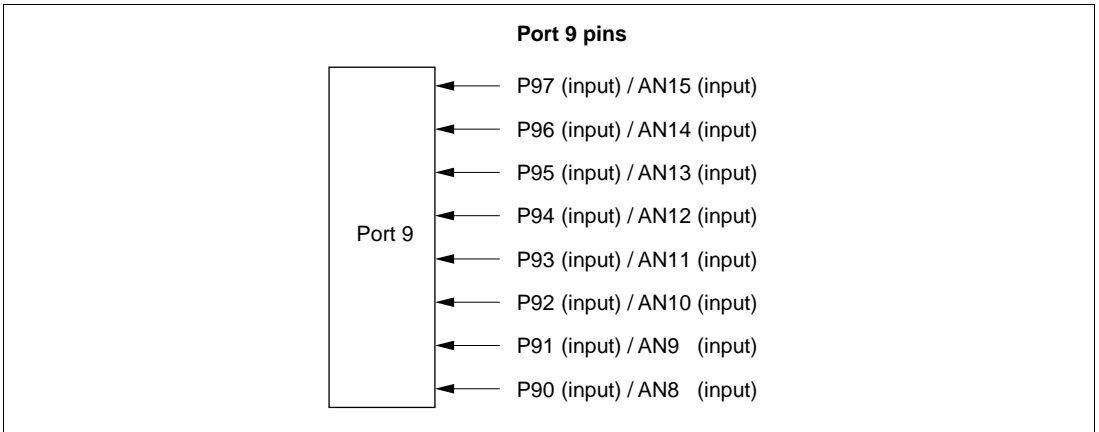 Port 9 pins
P97 (input) / AN15 (input)
P96 (input) / AN14 (input)
P95 (input) / AN13 (input)
P94 (input) / AN12 (input)
Port 9
P93 (input) / AN11 (input)
P92 (input) / AN10 (input)
P91 (input) / AN9 (input)
P90 (input) / AN8 (input)